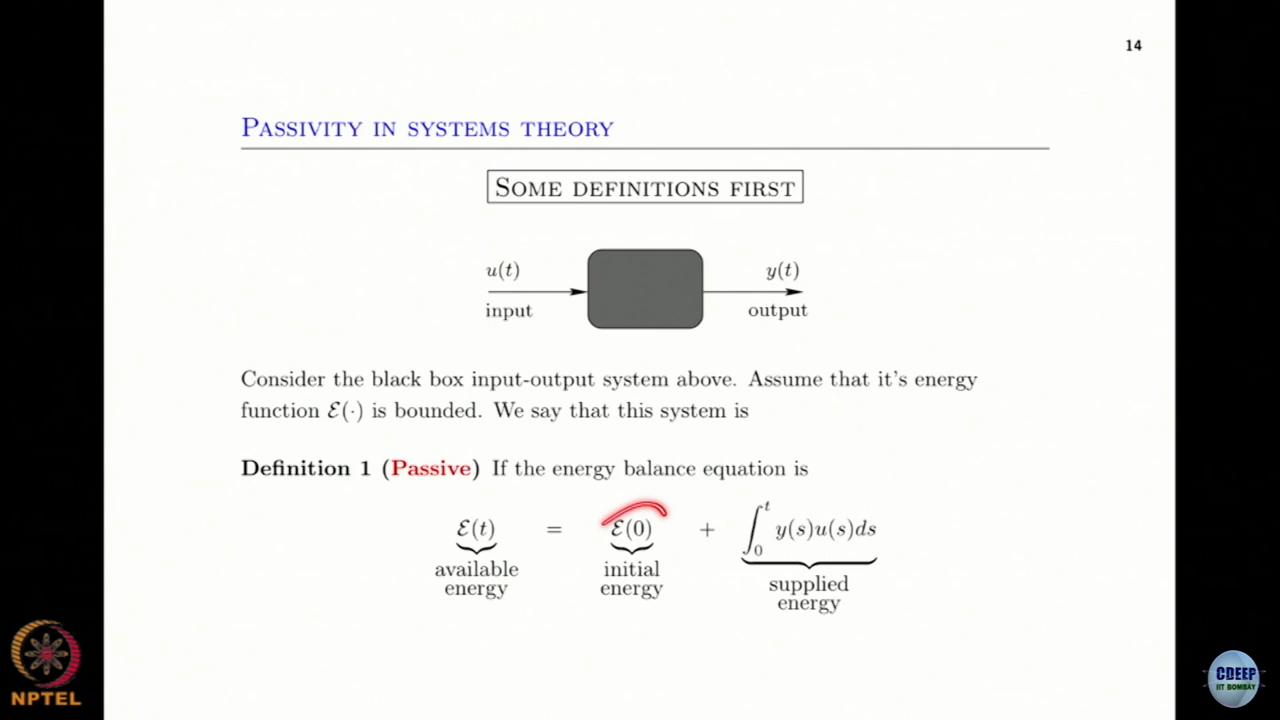 14
PASSIVITY IN SYSTEMS THEORY
SOME DEFINITIONS FIRST
u(t)
input
y(t)
output
Consider the black box input-output system above. Assume that it's energy
function ℰ(·) is bounded. We say that this system is
Definition 1 (Passive) If the energy balance equation is
ℰ(t) = ℰ(0) + ∫₀ᵗ y(s)u(s)ds
available energy
initial energy
supplied energy
NPTEL
CDEEP
IIT BOMBAY